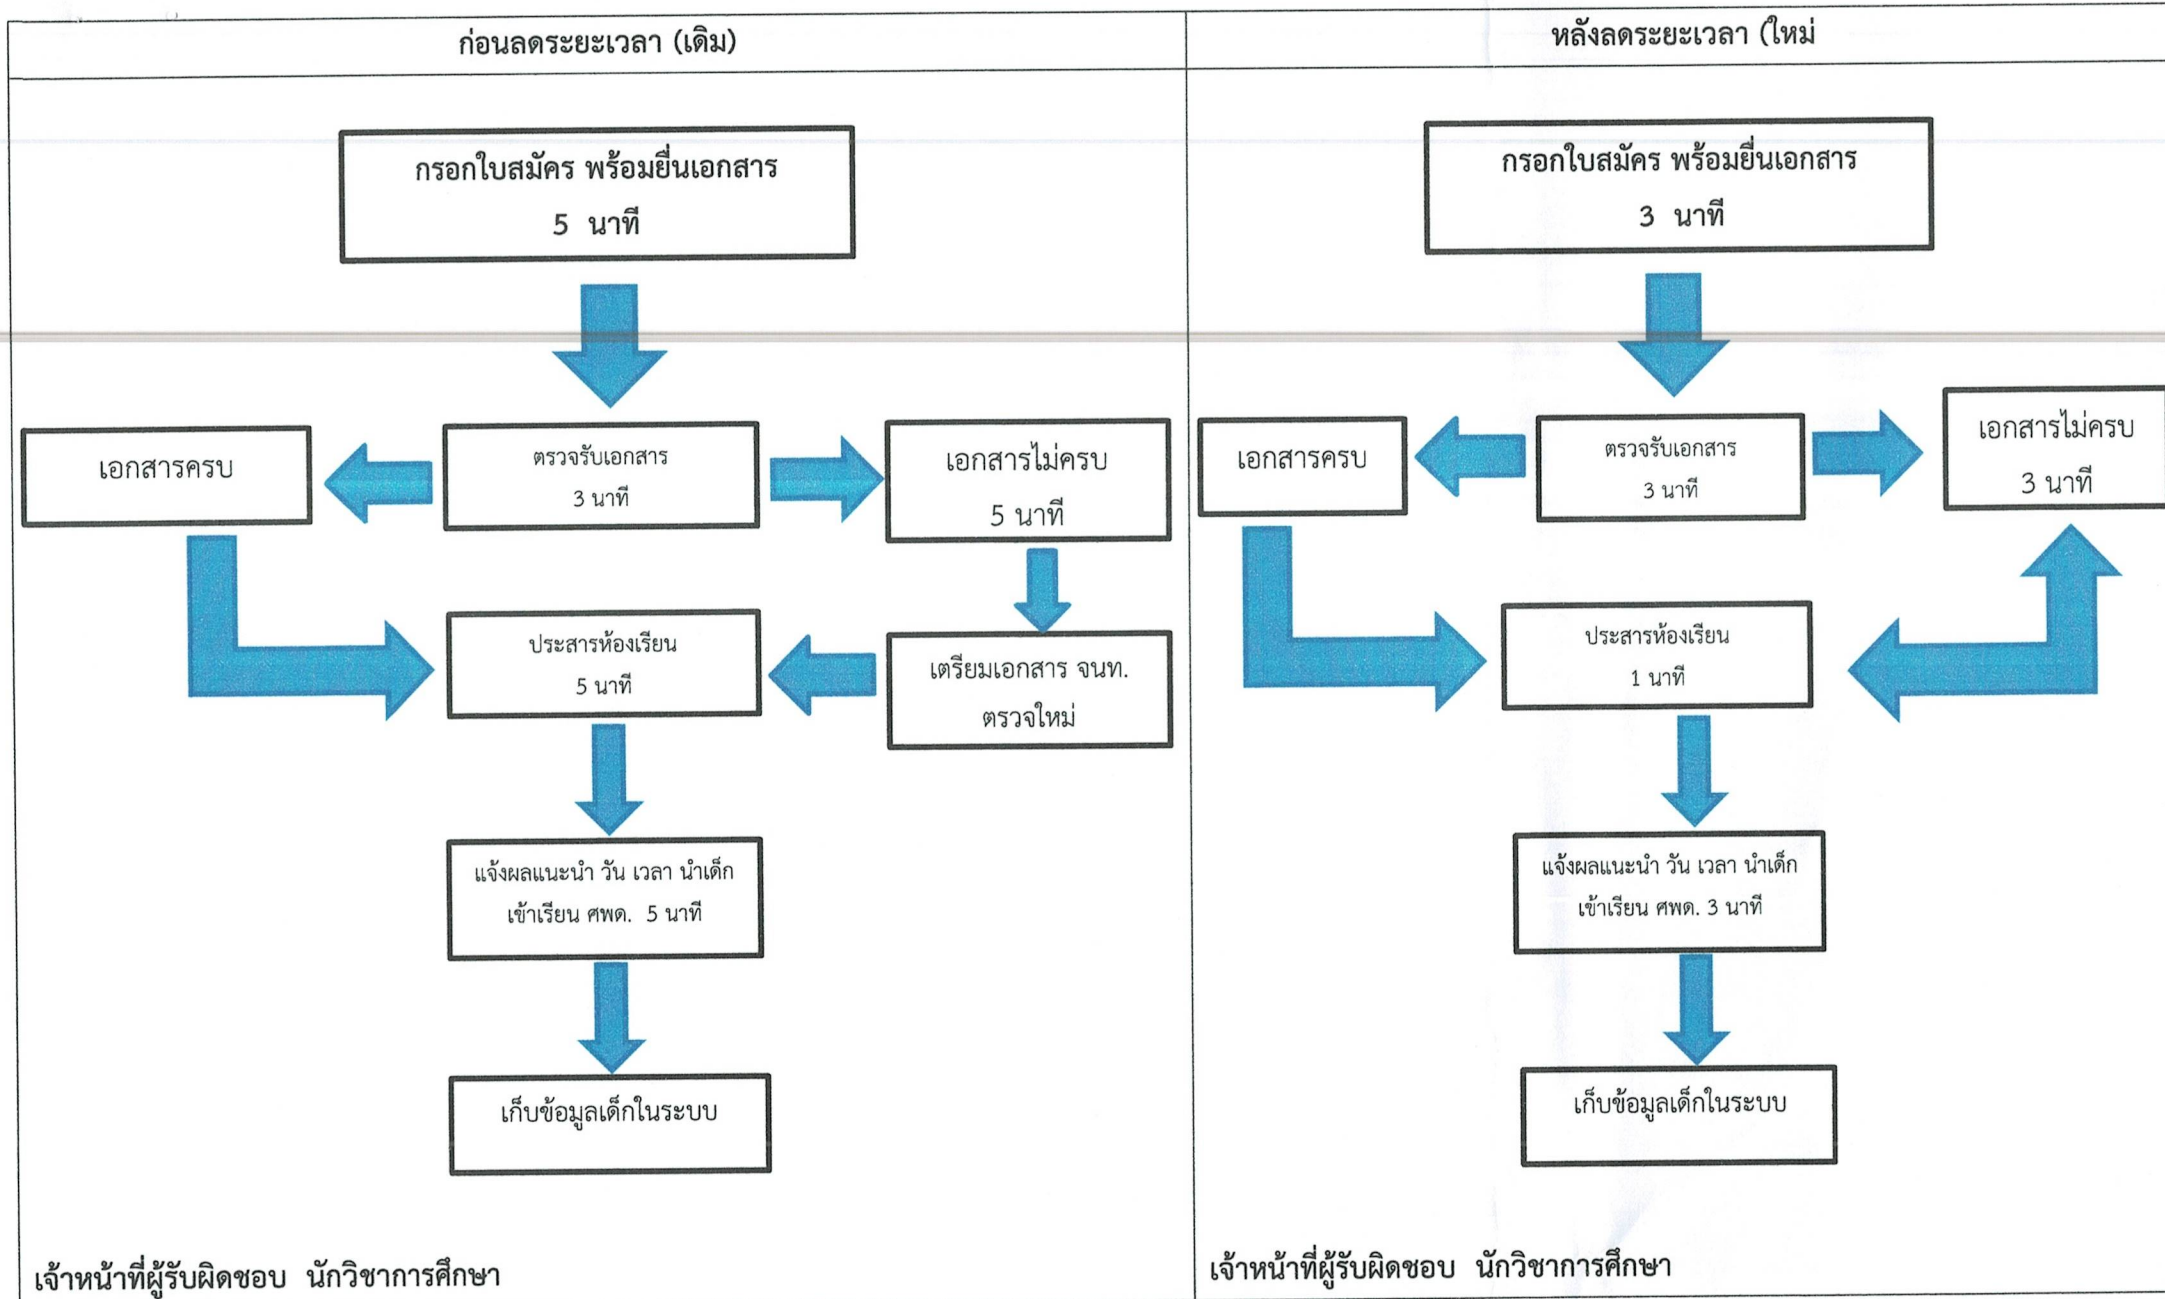 ก่อนลดระยะเวลา (เดิม)
กรอกใบสมัคร พร้อมยื่นเอกสาร
5 นาที
เอกสารครบ
ตรวจรับเอกสาร
3 นาที
เอกสารไม่ครบ
5 นาที
ประสารห้องเรียน
5 นาที
เตรียมเอกสาร จนท.
ตรวจใหม่
แจ้งผลแนะนำ วัน เวลา นำเด็ก
เข้าเรียน ศพด. 5 นาที
เก็บข้อมูลเด็กในระบบ
เจ้าหน้าที่ผู้รับผิดชอบ นักวิชาการศึกษา
หลังลดระยะเวลา (ใหม่
กรอกใบสมัคร พร้อมยื่นเอกสาร
3 นาที
เอกสารครบ
ตรวจรับเอกสาร
3 นาที
เอกสารไม่ครบ
3 นาที
ประสารห้องเรียน
1 นาที
แจ้งผลแนะนำ วัน เวลา นำเด็ก
เข้าเรียน ศพด. 3 นาที
เก็บข้อมูลเด็กในระบบ
เจ้าหน้าที่ผู้รับผิดชอบ นักวิชาการศึกษา